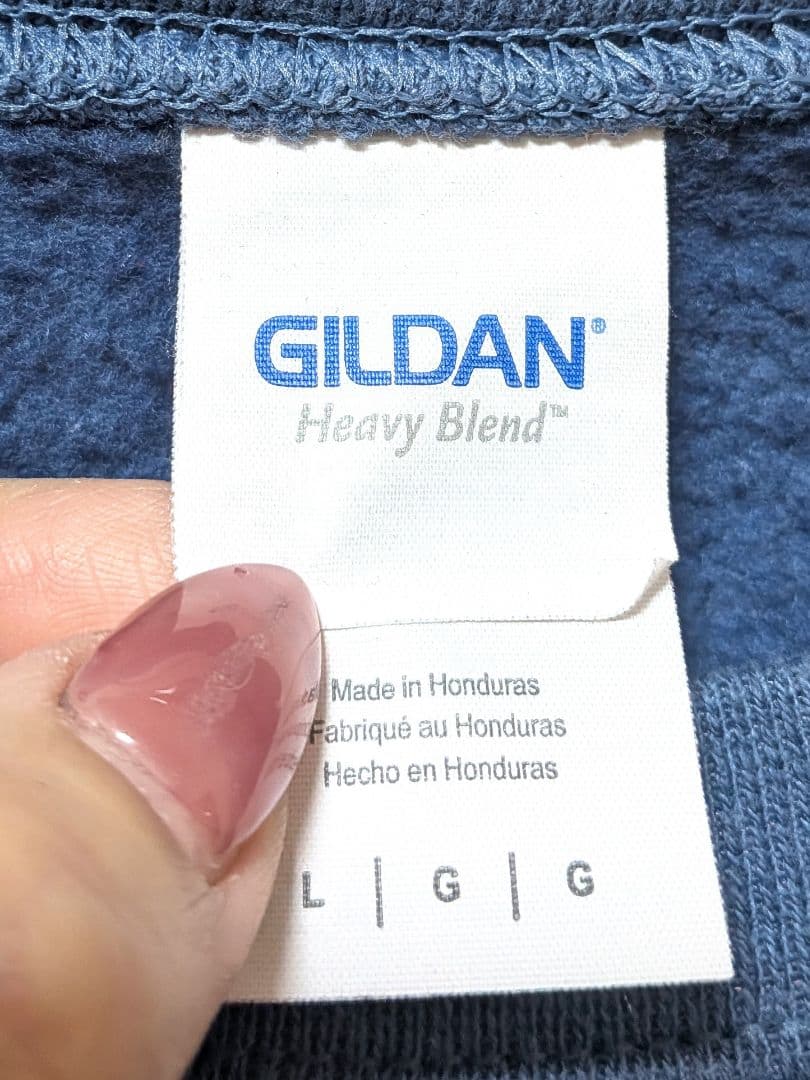 GILDAN®
Heavy Blend™
Made in Honduras
Fabriqué au Honduras
Hecho en Honduras
L | G | G